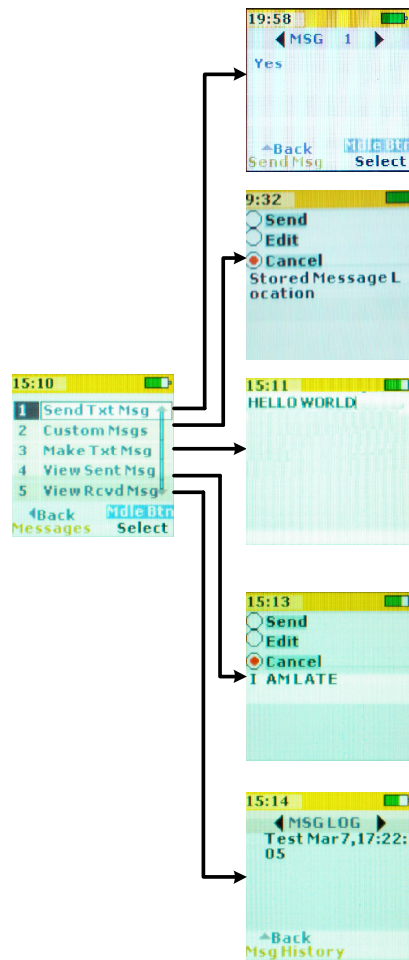 19:58
MSG 1
Yes
Back
Mdle Btn
Send Msg
Select
9:32
Send
Edit
Cancel
Stored Message L
ocation
15:10
1 Send Txt Msg
2 Custom Msgs
3 Make Txt Msg
4 View Sent Msg
5 View Rcvd Msg
Back
Mdle Btn
Messages
Select
15:11
HELLO WORLD
15:13
Send
Edit
Cancel
I AM LATE
15:14
MSG LOG
Test Mar7,17:22:
05
Back
Msg History